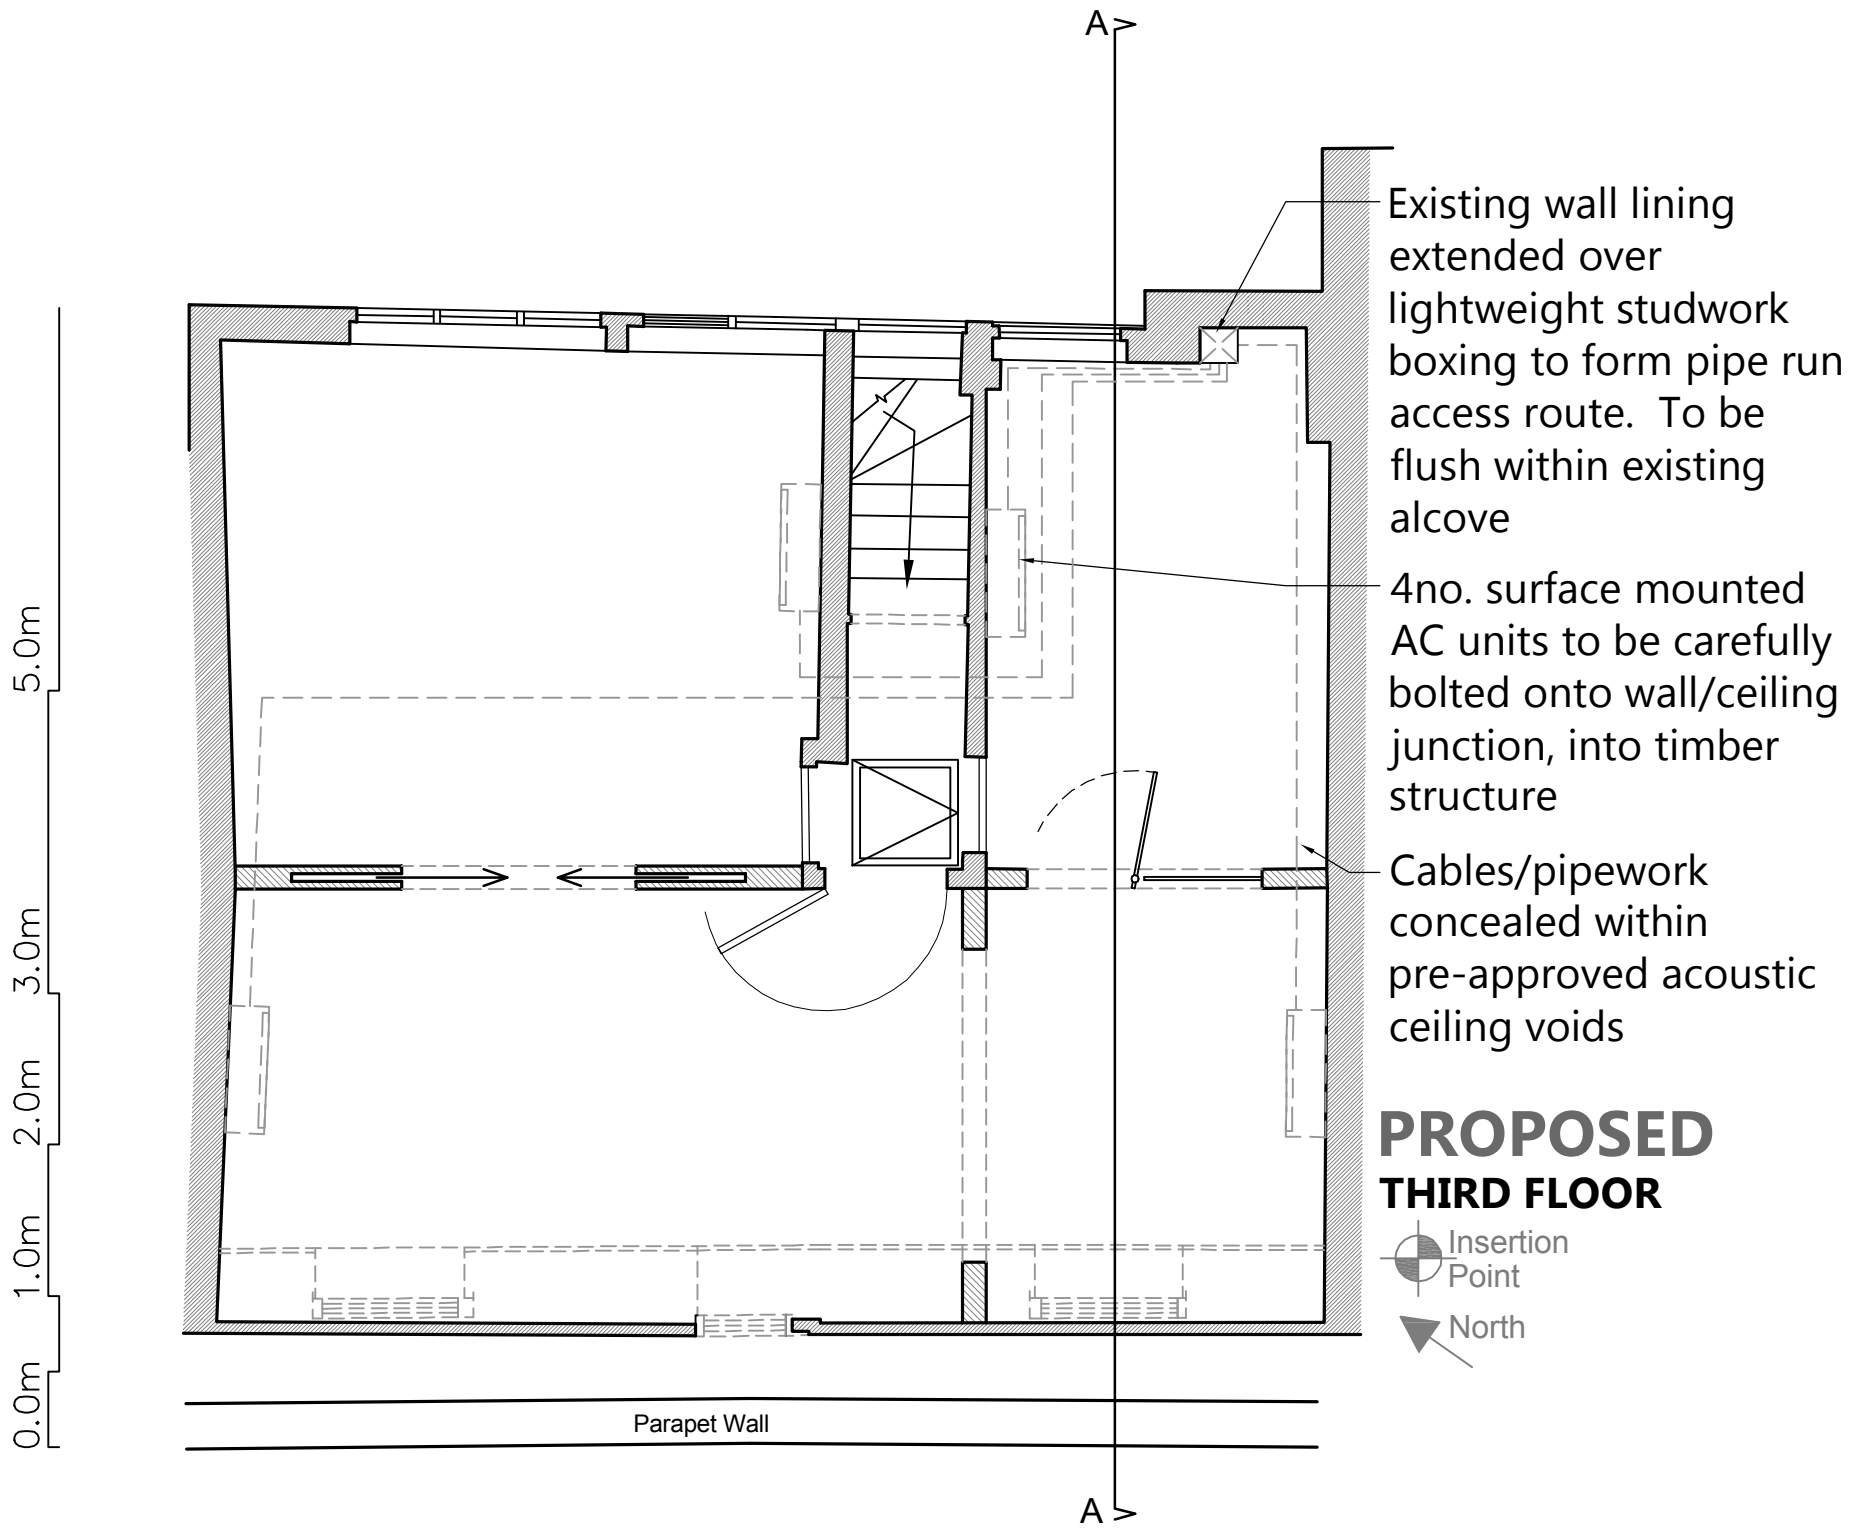 A
Existing wall lining
extended over
lightweight studwork
boxing to form pipe run
access route.  To be
flush within existing
alcove
4no. surface mounted
AC units to be carefully
bolted onto wall/ceiling
junction, into timber
structure
Cables/pipework
concealed within
pre-approved acoustic
ceiling voids
PROPOSED
THIRD FLOOR
Insertion
Point
North
5.0m
3.0m
2.0m
1.0m
0.0m
Parapet Wall
A